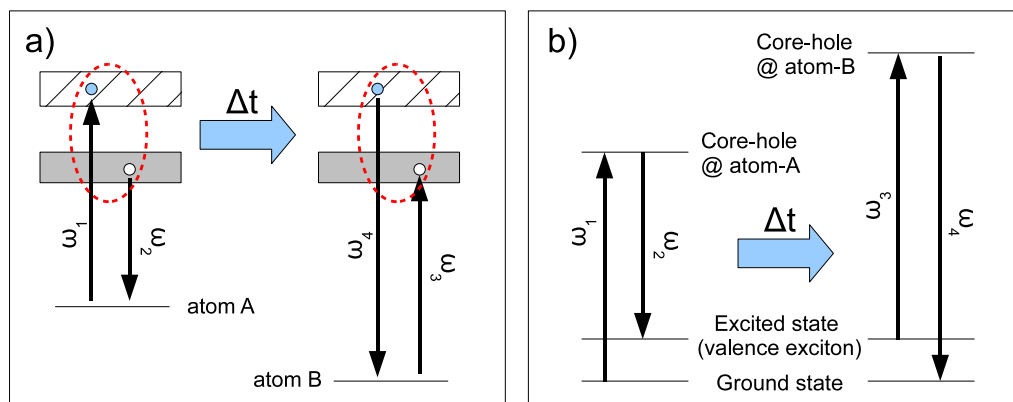 a)
Δt
ω1
ω2
ω4
ω3
atom A
atom B
b)
Core-hole
@ atom-B
Core-hole
@ atom-A
ω1
ω2
Δt
ω3
ω4
Excited state
(valence exciton)
Ground state